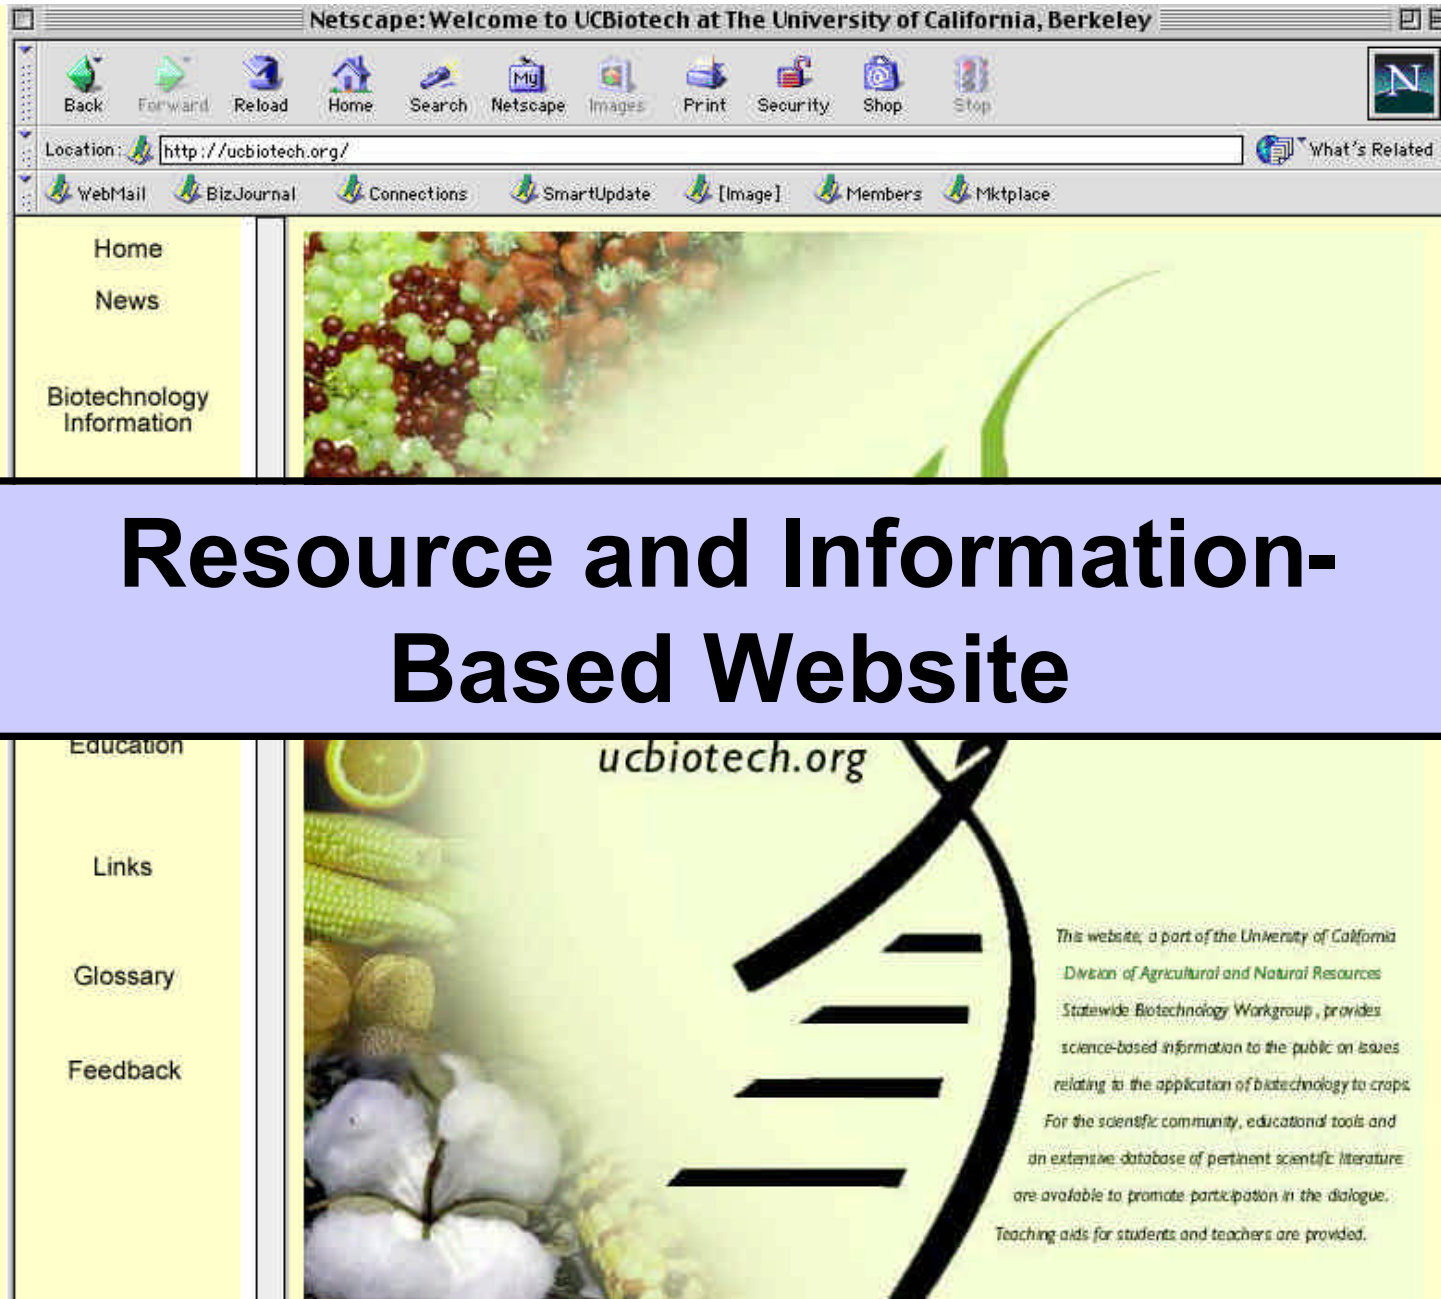 Netscape: Welcome to UCBiotech at The University of California, Berkeley
Back Forward Reload Home Search Netscape Images Print Security Shop Stop
My
N
Location: http://ucbiotech.org/ What's Related
WebMail BizJournal Connections SmartUpdate [Image] Members Mktplace
Home
News
Biotechnology
Information
Resource and Information-
Based Website
Education
ucbiotech.org
Links
Glossary
Feedback
This website, a part of the University of California
Division of Agricultural and Natural Resources
Statewide Biotechnology Workgroup, provides
science-based information to the public on issues
relating to the application of biotechnology to crops.
For the scientific community, educational tools and
an extensive database of pertinent scientific literature
are available to promote participation in the dialogue.
Teaching aids for students and teachers are provided.